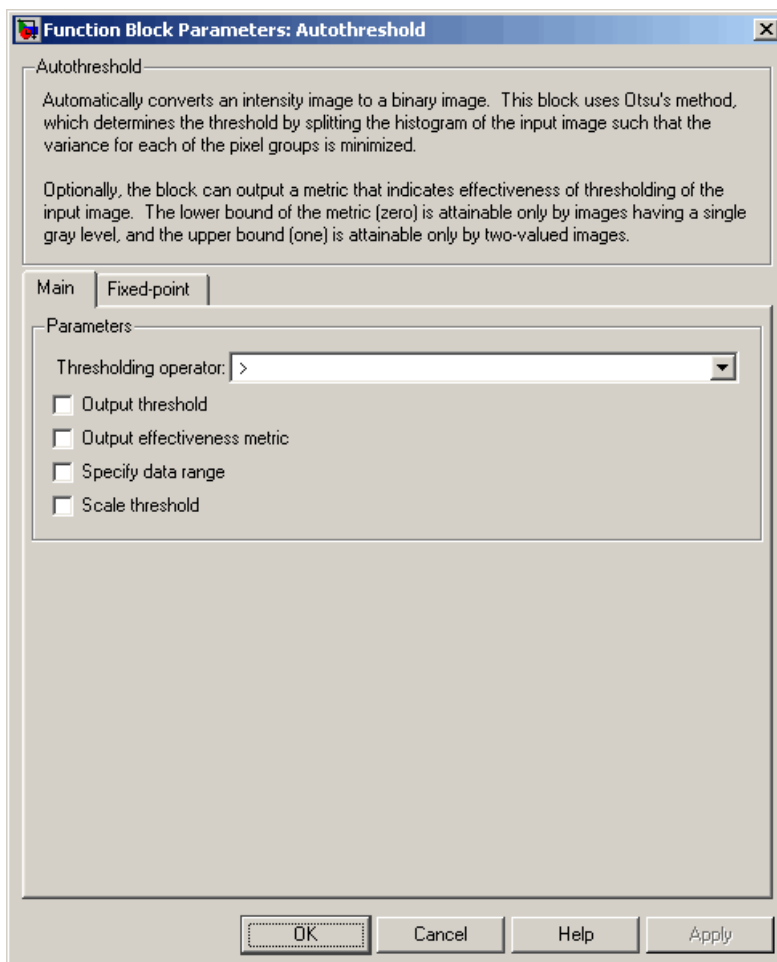 Function Block Parameters: Autothreshold
Autothreshold
Automatically converts an intensity image to a binary image.  This block uses Otsu's method,
which determines the threshold by splitting the histogram of the input image such that the
variance for each of the pixel groups is minimized.
Optionally, the block can output a metric that indicates effectiveness of thresholding of the
input image.  The lower bound of the metric (zero) is attainable only by images having a single
gray level, and the upper bound (one) is attainable only by two-valued images.
Main Fixed-point
Parameters
Thresholding operator: >
Output threshold
Output effectiveness metric
Specify data range
Scale threshold
OK Cancel Help Apply